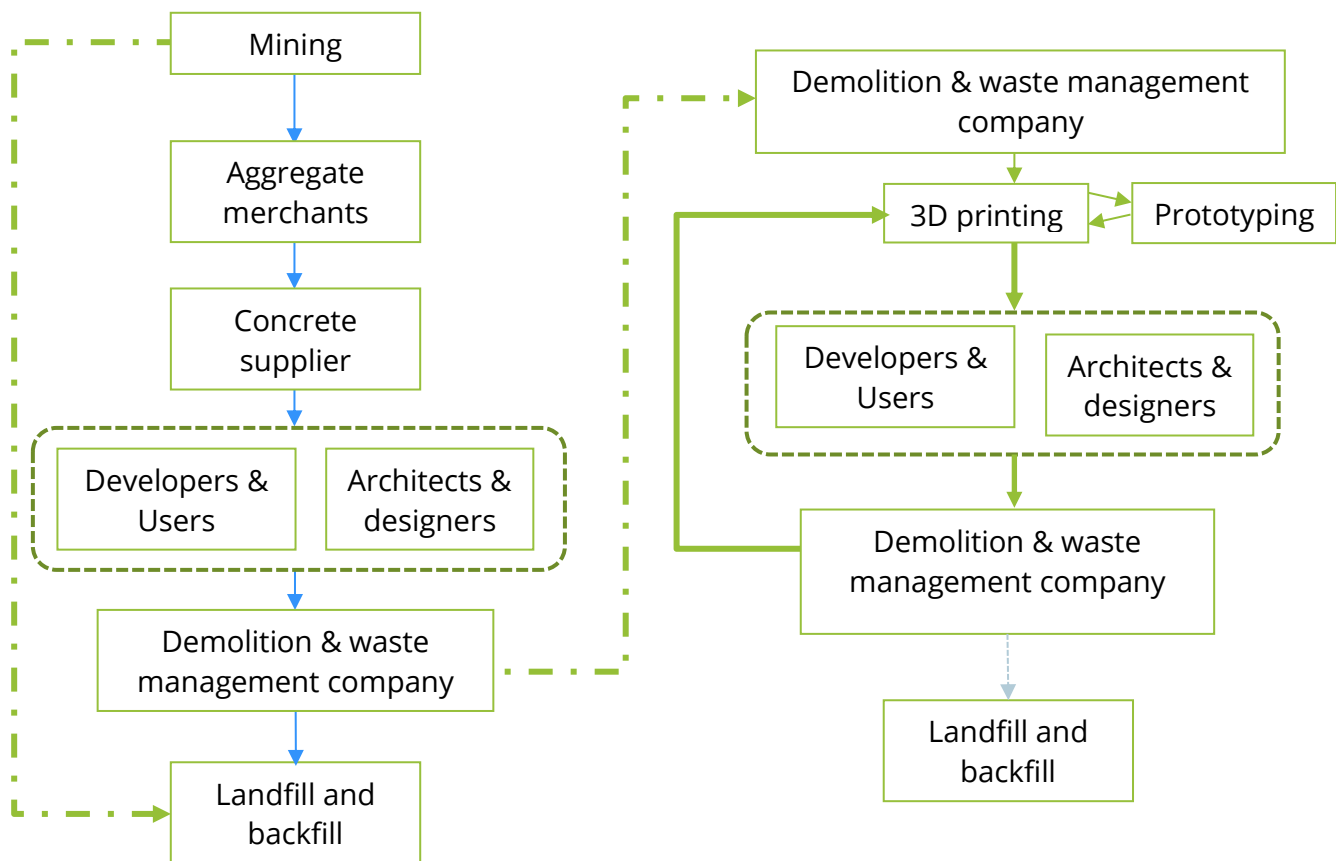 Mining
Aggregate
merchants
Concrete
supplier
Developers &
Users
Architects &
designers
Demolition & waste
management company
Landfill and
backfill
Demolition & waste management
company
3D printing
Prototyping
Developers &
Users
Architects &
designers
Demolition & waste
management company
Landfill and
backfill